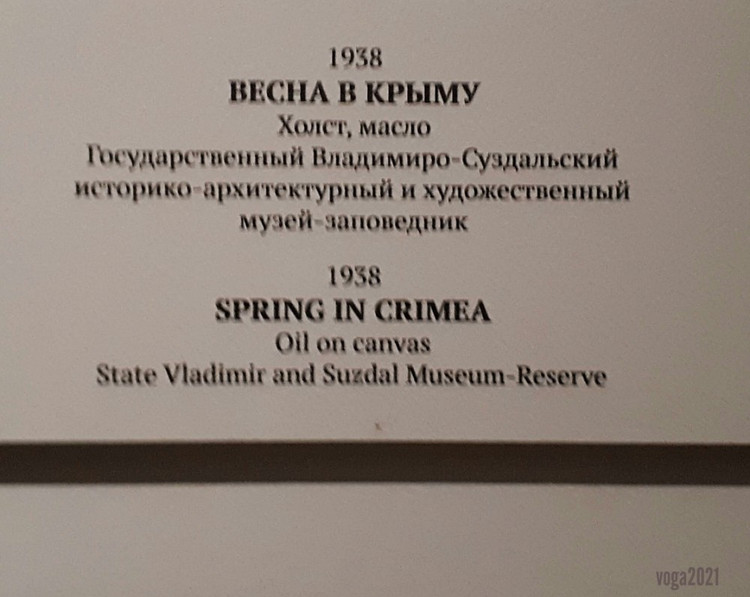 1938
ВЕСНА В КРЫМУ
Холст, масло
Государственный Владимиро-Суздальский
историко-архитектурный и художественный
музей-заповедник
1938
SPRING IN CRIMEA
Oil on canvas
State Vladimir and Suzdal Museum-Reserve
voga2021